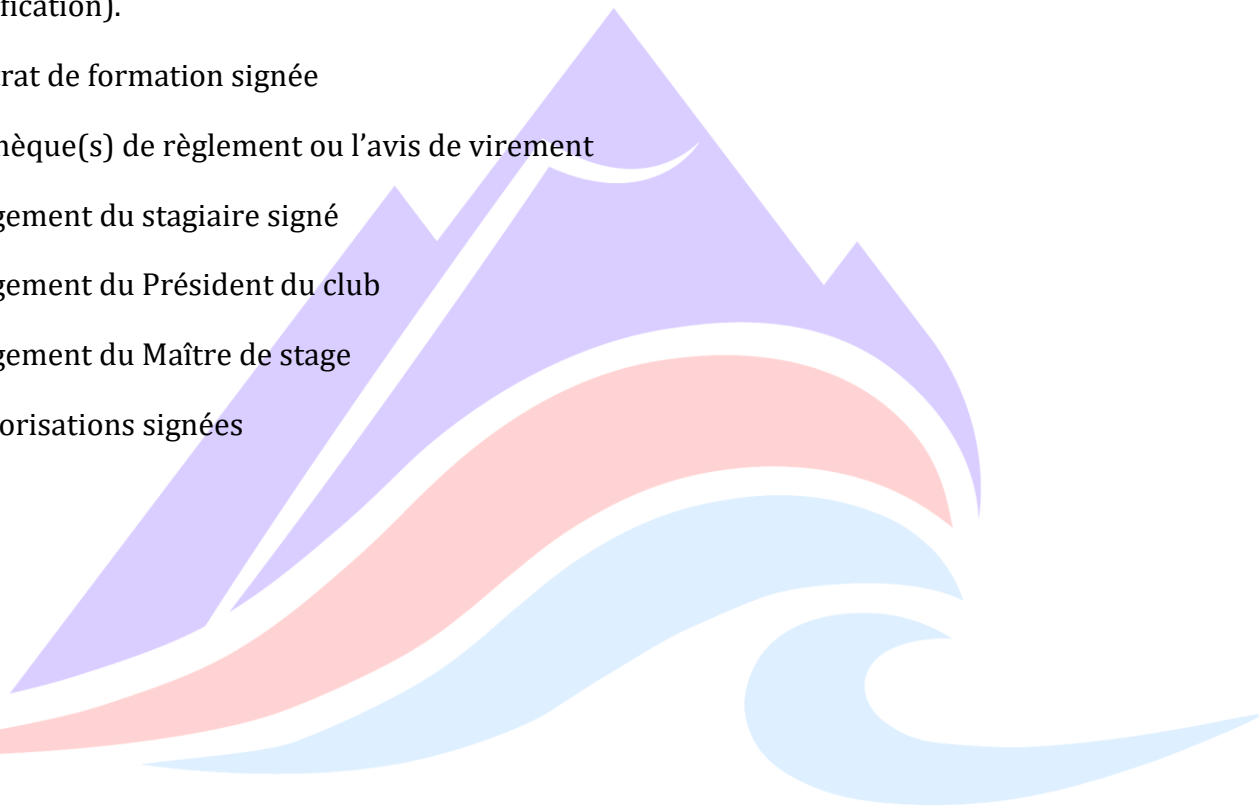 fication).
rat de formation signée
hèque(s) de règlement ou l’avis de virement
gement du stagiaire signé
gement du Président du club
gement du Maître de stage
orisations signées